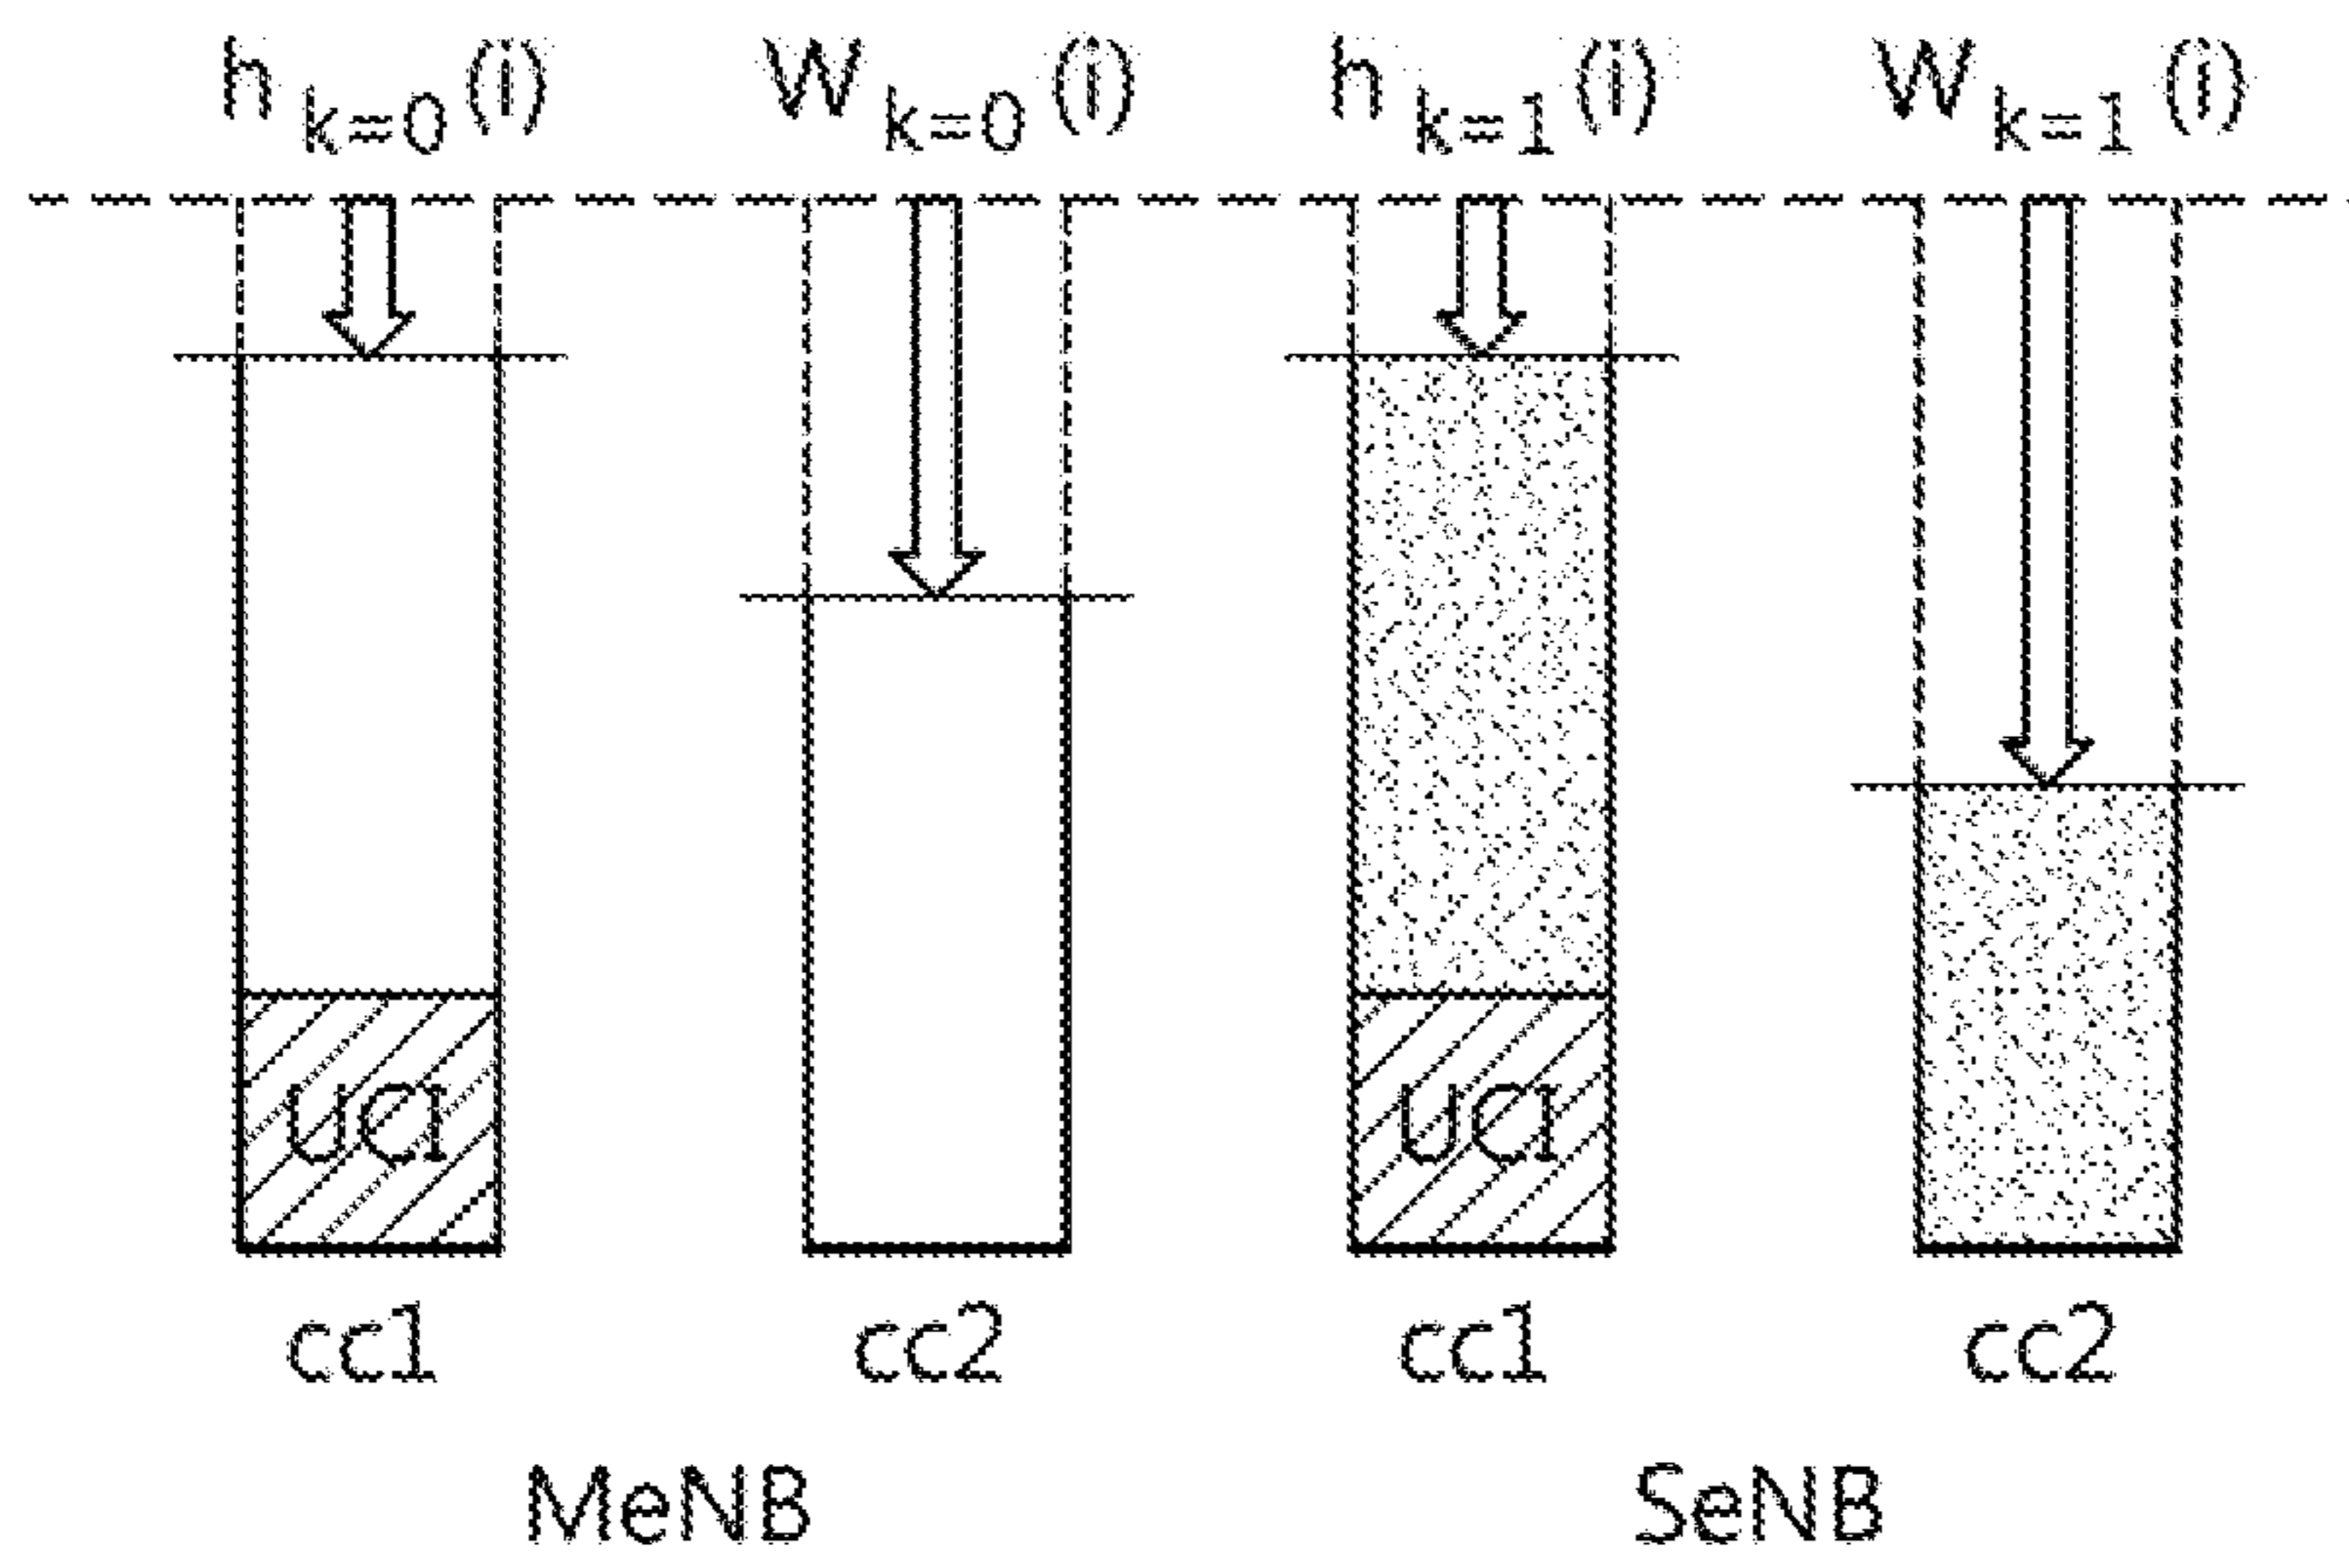 h k=0 (i) W k=0 (i) h k=1 (i) W k=1 (i)
UCI UCI
cc1 cc2 cc1 cc2
MeNB SeNB